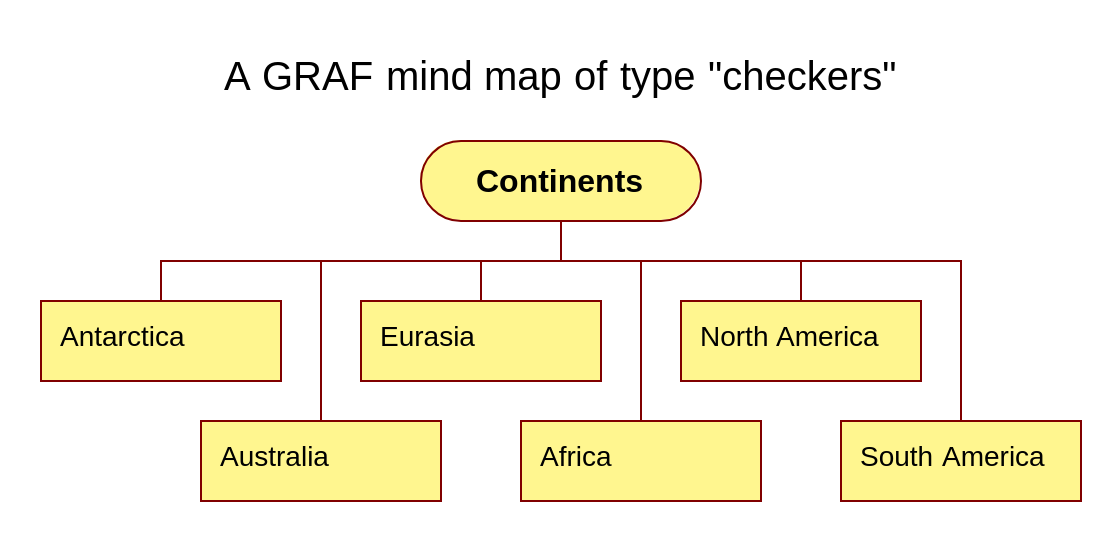 A GRAF mind map of type "checkers"
Continents
Antarctica
Eurasia
North America
Australia
Africa
South America